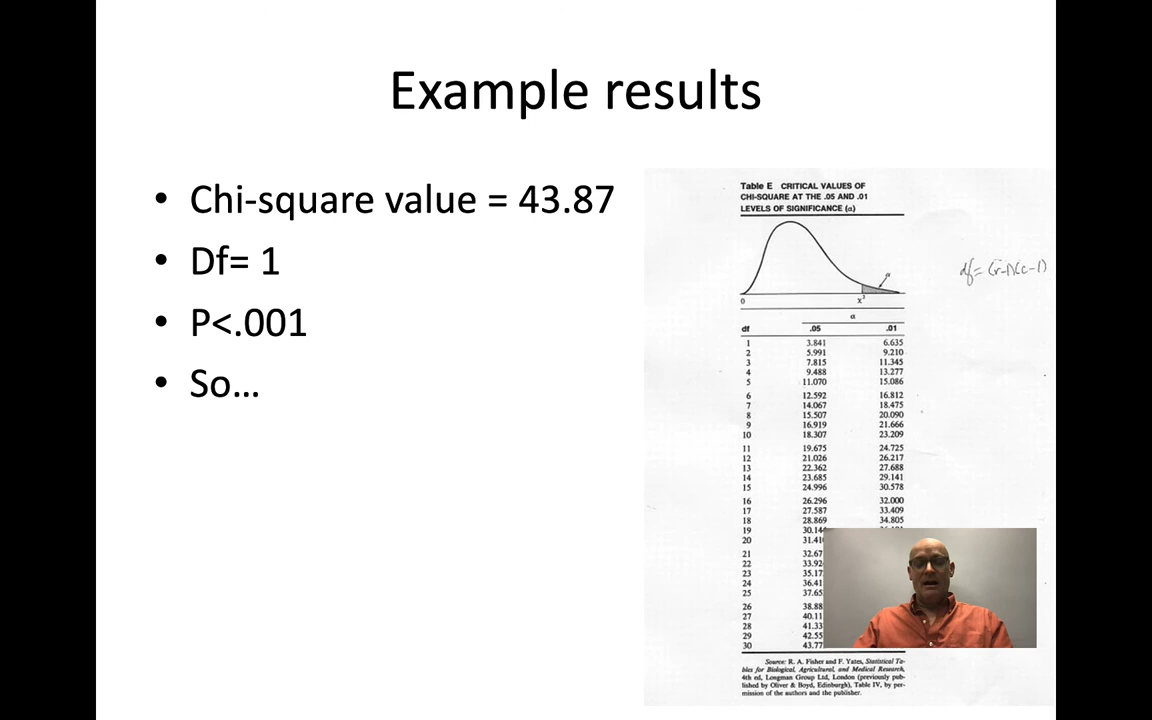 Example results
• Chi-square value = 43.87
• Df= 1
• P<.001
• So…
Table E CRITICAL VALUES OF
CHI-SQUARE AT THE .05 AND .01
LEVELS OF SIGNIFICANCE (α)
α
df= (r-1)(c-1)
0 x²
α
df .05 .01
1 3.841 6.635
2 5.991 9.210
3 7.815 11.345
4 9.488 13.277
5 11.070 15.086
6 12.592 16.812
7 14.067 18.475
8 15.507 20.090
9 16.919 21.666
10 18.307 23.209
11 19.675 24.725
12 21.026 26.217
13 22.362 27.688
14 23.685 29.141
15 24.996 30.578
16 26.296 32.000
17 27.587 33.409
18 28.869 34.805
19 30.14
20 31.41
21 32.67
22 33.92
23 35.17
24 36.41
25 37.65
26 38.88
27 40.11
28 41.33
29 42.55
30 43.77
Source: R. A. Fisher and F. Yates, Statistical Ta-
bles for Biological, Agricultural, and Medical Research,
4th ed, Longman Group Ltd, London (previously pub-
lished by Oliver & Boyd, Edinburgh), Table IV, by per-
mission of the authors and the publisher.